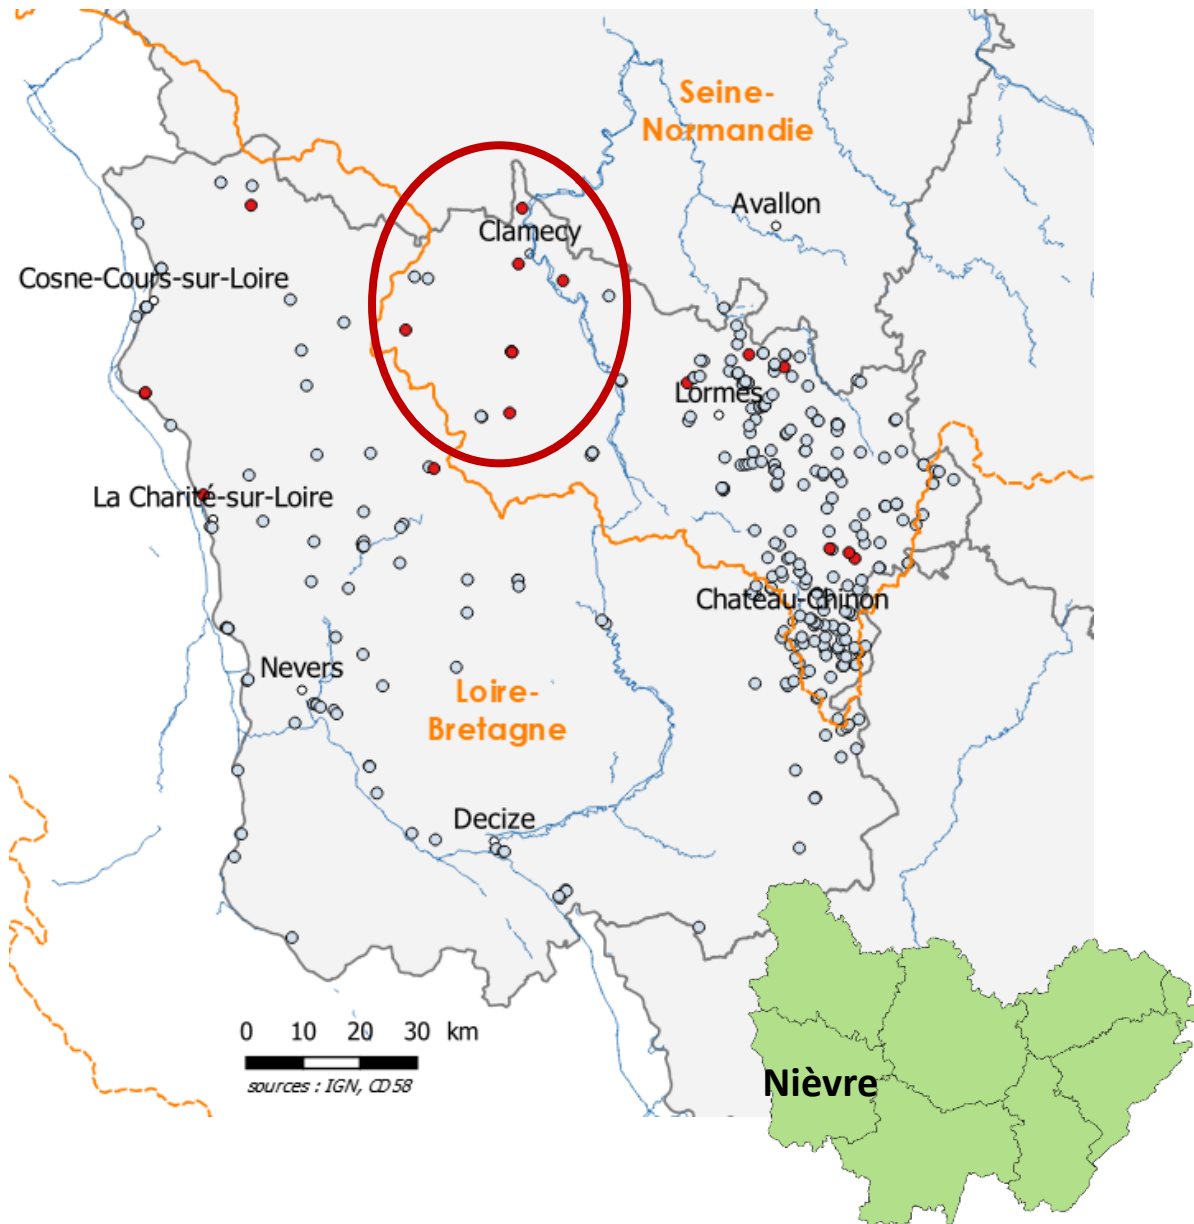 Seine-
Normandie
Avallon
Clamecy
Cosne-Cours-sur-Loire
Lormes
La Charité-sur-Loire
Chateau-Chinon
Nevers
Loire-
Bretagne
Decize
0 10 20 30 km
sources : IGN, CD58
Nièvre